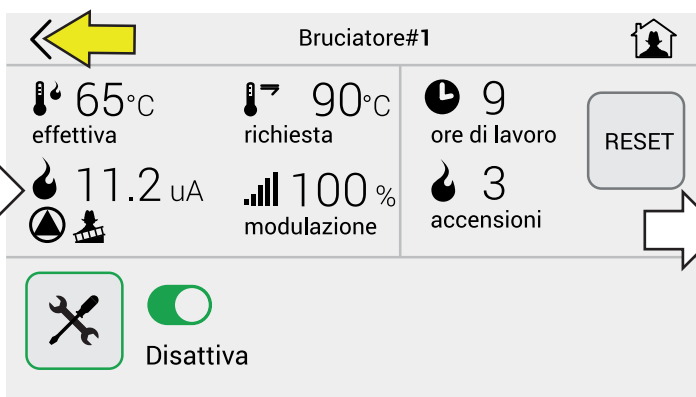 Bruciatore#1
65°C
effettiva
90°C
richiesta
9
ore di lavoro
RESET
11.2 uA
100 %
modulazione
3
accensioni
Disattiva